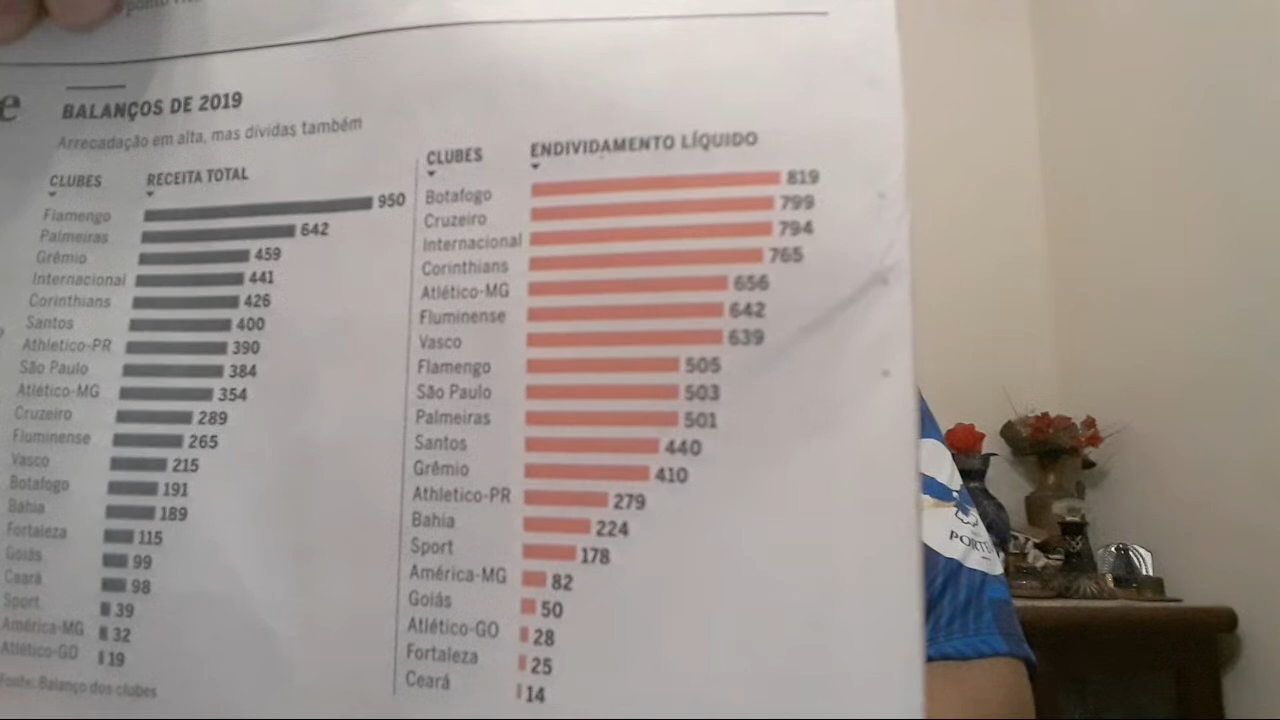 BALANÇOS DE 2019
Arrecadação em alta, mas dívidas também
CLUBES RECEITA TOTAL
Flamengo 950
Palmeiras 642
Grêmio 459
Internacional 441
Corinthians 426
Santos 400
Athletico-PR 390
São Paulo 384
Atlético-MG 354
Cruzeiro 289
Fluminense 265
Vasco 215
Botafogo 191
Bahia 189
Fortaleza 115
Goiás 99
Ceará 98
Sport 39
América-MG 32
Atlético-GO 19
Fonte: Balanço dos clubes
CLUBES ENDIVIDAMENTO LÍQUIDO
Botafogo 819
Cruzeiro 799
Internacional 794
Corinthians 765
Atlético-MG 656
Fluminense 642
Vasco 639
Flamengo 505
São Paulo 503
Palmeiras 501
Santos 440
Grêmio 410
Athletico-PR 279
Bahia 224
Sport 178
América-MG 82
Goiás 50
Atlético-GO 28
Fortaleza 25
Ceará 14